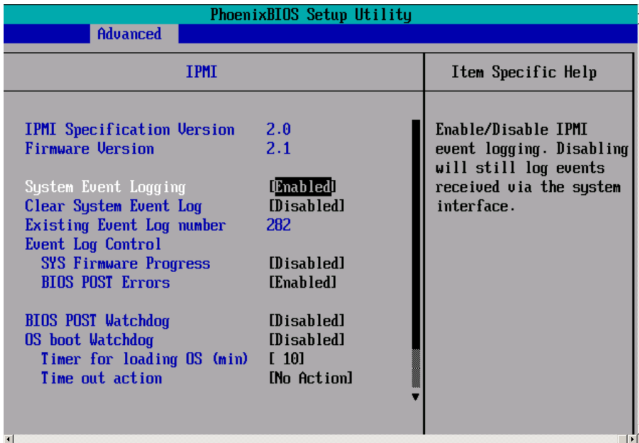 PhoenixBIOS Setup Utility
Advanced
IPMI
IPMI Specification Version 2.0
Firmware Version 2.1
System Event Logging [Enabled]
Clear System Event Log [Disabled]
Existing Event Log number 282
Event Log Control
SYS Firmware Progress [Disabled]
BIOS POST Errors [Enabled]
BIOS POST Watchdog [Disabled]
OS boot Watchdog [Disabled]
Timer for loading OS (min) [ 10]
Time out action [No Action]
Item Specific Help
Enable/Disable IPMI
event logging. Disabling
will still log events
received via the system
interface.